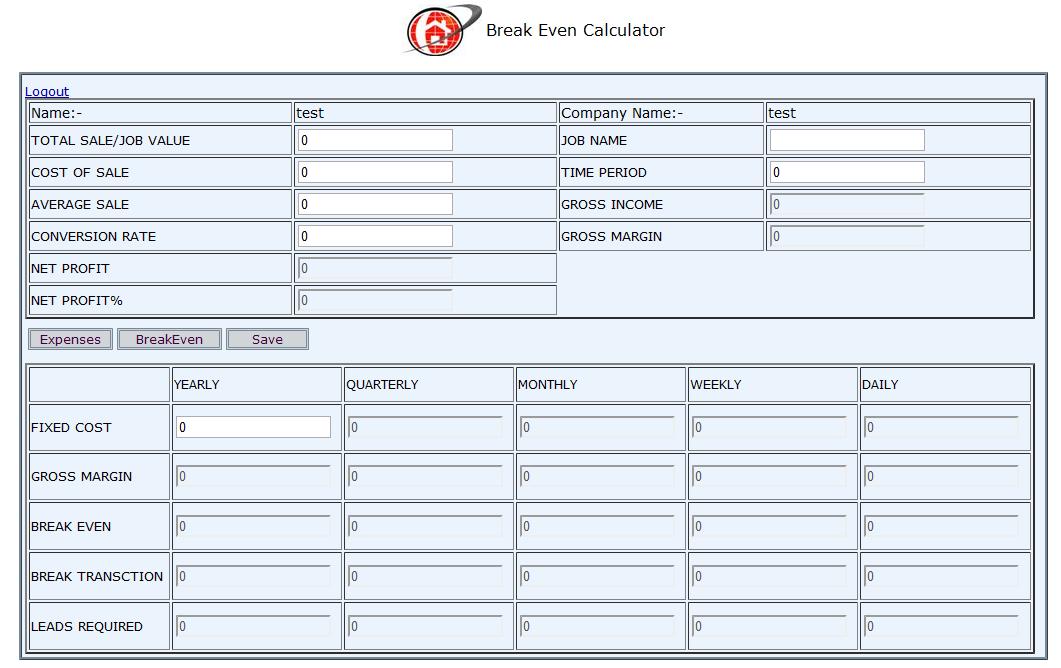 Break Even Calculator
Logout
Name:- test Company Name:- test
TOTAL SALE/JOB VALUE 0 JOB NAME
COST OF SALE 0 TIME PERIOD 0
AVERAGE SALE 0 GROSS INCOME 0
CONVERSION RATE 0 GROSS MARGIN 0
NET PROFIT 0
NET PROFIT% 0
Expenses BreakEven Save
YEARLY QUARTERLY MONTHLY WEEKLY DAILY
FIXED COST 0 0 0 0 0
GROSS MARGIN 0 0 0 0 0
BREAK EVEN 0 0 0 0 0
BREAK TRANSCTION 0 0 0 0 0
LEADS REQUIRED 0 0 0 0 0